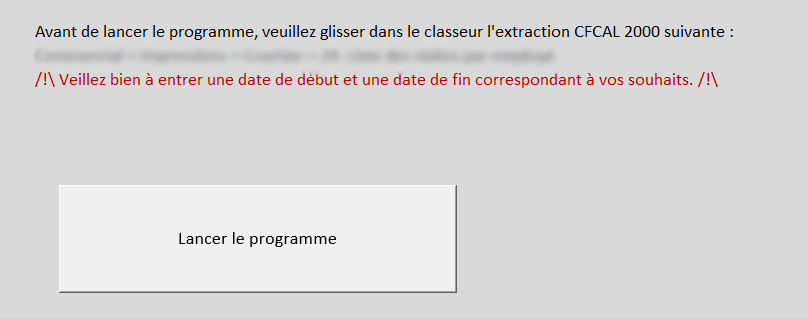 Avant de lancer le programme, veuillez glisser dans le classeur l'extraction CFCAL 2000 suivante :
/!\ Veillez bien à entrer une date de début et une date de fin correspondant à vos souhaits. /!\
Lancer le programme